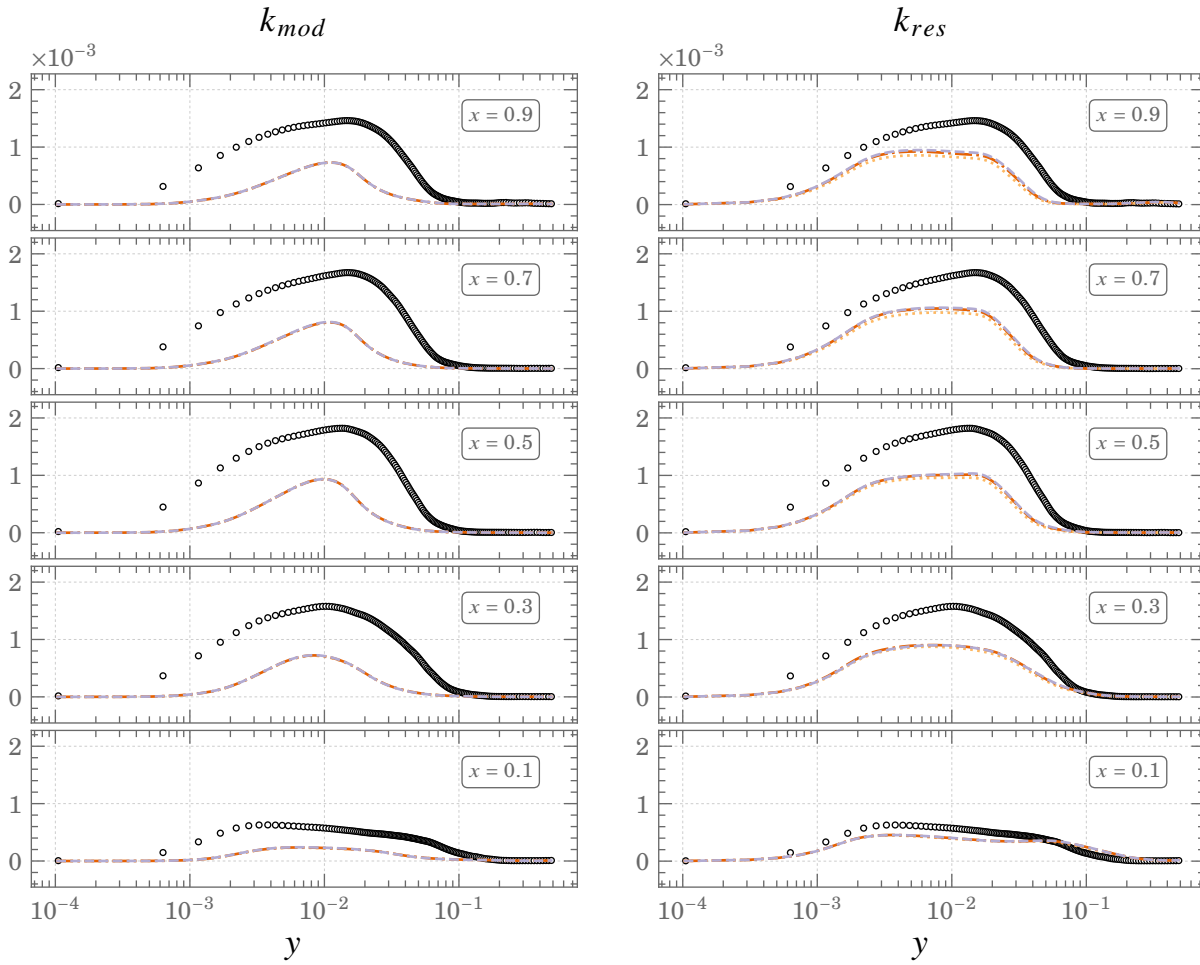 k_mod k_res
×10⁻³ ×10⁻³
2 x = 0.9 2 x = 0.9
1 1
0 0
2 x = 0.7 2 x = 0.7
1 1
0 0
2 x = 0.5 2 x = 0.5
1 1
0 0
2 x = 0.3 2 x = 0.3
1 1
0 0
2 x = 0.1 2 x = 0.1
1 1
0 0
10⁻⁴ 10⁻³ 10⁻² 10⁻¹ 10⁻⁴ 10⁻³ 10⁻² 10⁻¹
y y